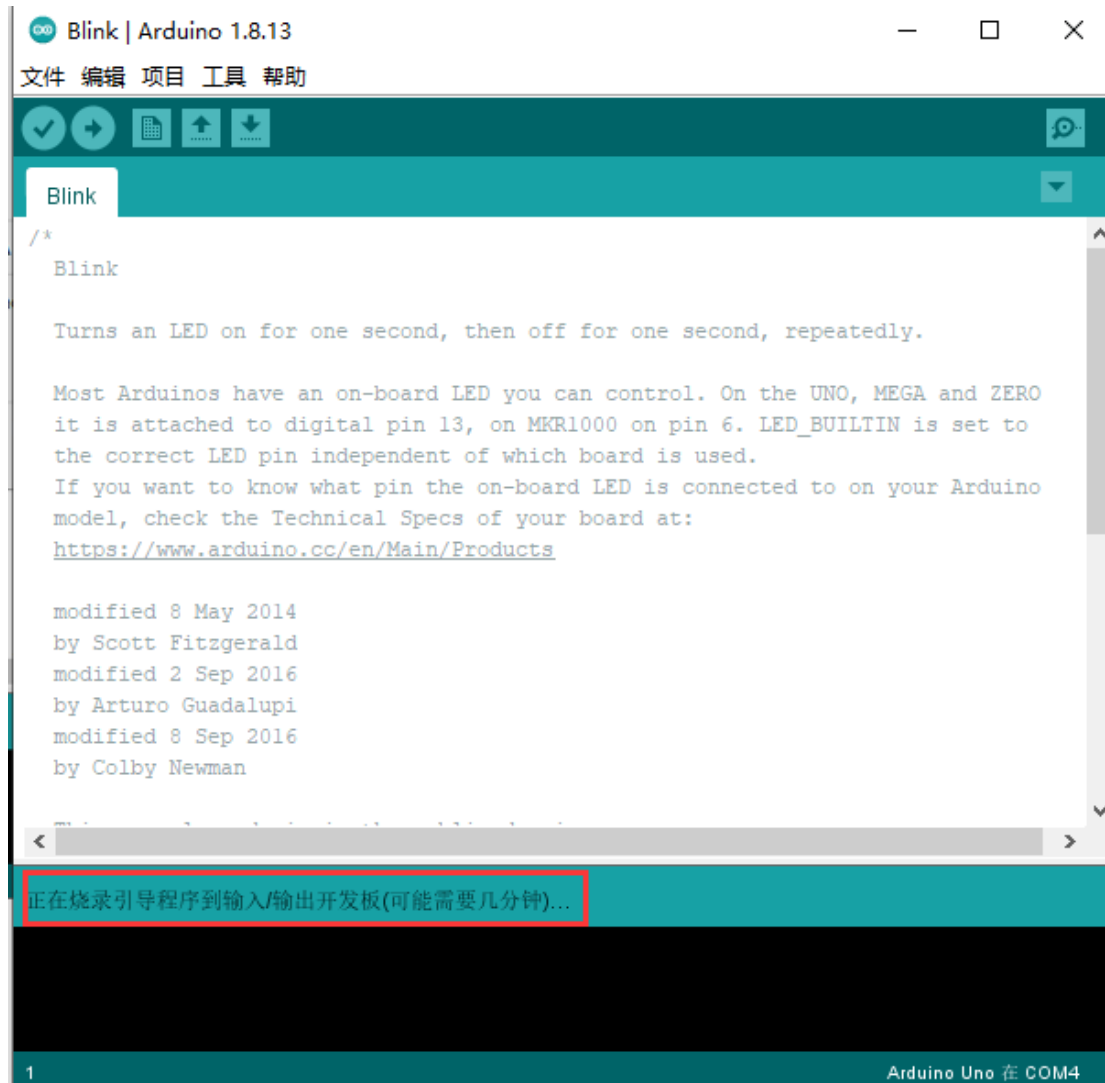 Blink | Arduino 1.8.13
文件 编辑 项目 工具 帮助
Blink
/*
Blink
Turns an LED on for one second, then off for one second, repeatedly.
Most Arduinos have an on-board LED you can control. On the UNO, MEGA and ZERO
it is attached to digital pin 13, on MKR1000 on pin 6. LED_BUILTIN is set to
the correct LED pin independent of which board is used.
If you want to know what pin the on-board LED is connected to on your Arduino
model, check the Technical Specs of your board at:
https://www.arduino.cc/en/Main/Products
modified 8 May 2014
by Scott Fitzgerald
modified 2 Sep 2016
by Arturo Guadalupi
modified 8 Sep 2016
by Colby Newman
正在烧录引导程序到输入/输出开发板(可能需要几分钟)...
1
Arduino Uno 在 COM4